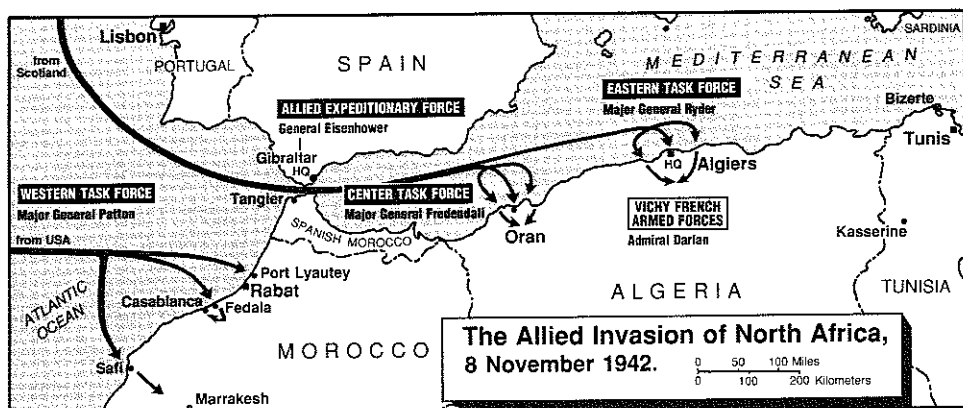 Lisbon
from
Scotland
PORTUGAL
SPAIN
SARDINIA
MEDITERRANEAN
SEA
ALLIED EXPEDITIONARY FORCE
General Eisenhower
EASTERN TASK FORCE
Major General Ryder
Bizerte
Tunis
Gibraltar
HQ
HQ
Algiers
WESTERN TASK FORCE
Major General Patton
Tangier
CENTER TASK FORCE
Major General Fredendall
VICHY FRENCH
ARMED FORCES
Admiral Darlan
SPANISH MOROCCO
Oran
Kasserine
from USA
Port Lyautey
Rabat
Casablanca
Fedala
ATLANTIC
OCEAN
ALGERIA
TUNISIA
MOROCCO
Safi
Marrakesh
The Allied Invasion of North Africa,
8 November 1942.
0 50 100 Miles
0 100 200 Kilometers